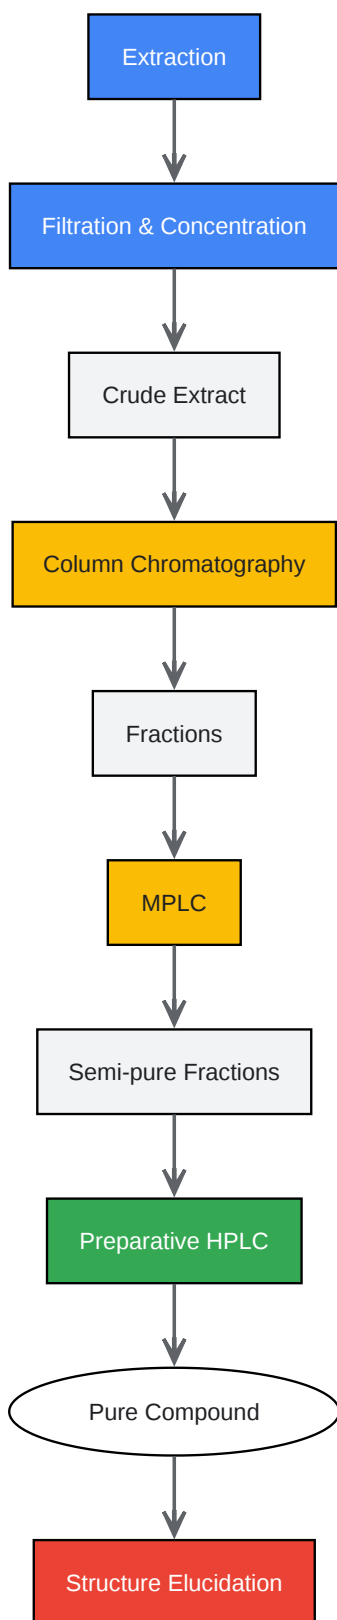 Extraction
Filtration & Concentration
Crude Extract
Column Chromatography
Fractions
MPLC
Semi-pure Fractions
Preparative HPLC
Pure Compound
Structure Elucidation